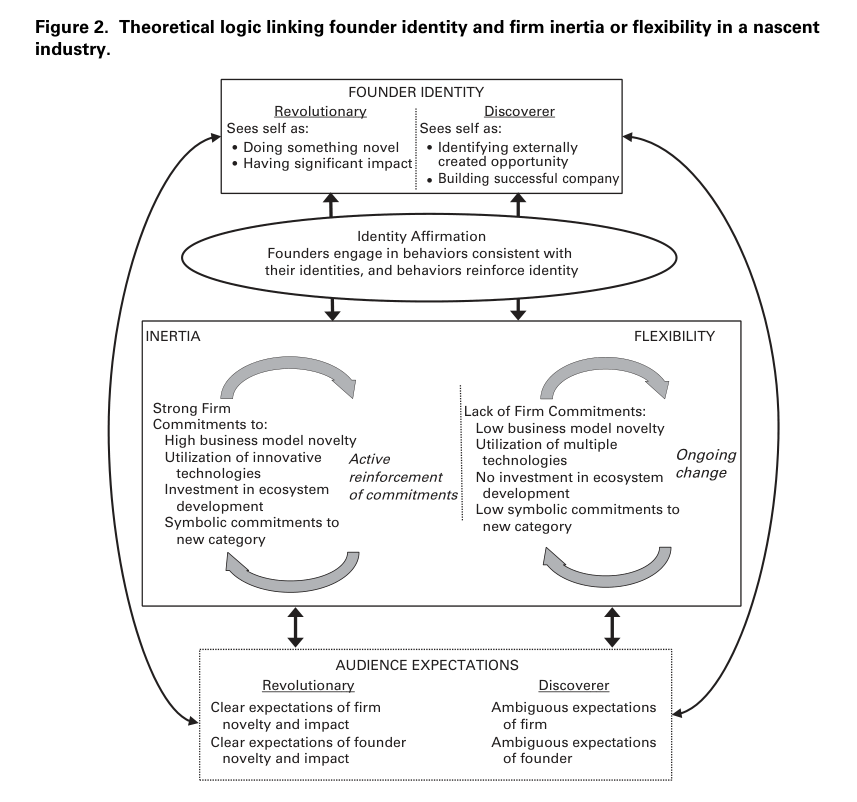 Figure 2. Theoretical logic linking founder identity and firm inertia or flexibility in a nascent
industry.
FOUNDER IDENTITY
Revolutionary
Sees self as:
• Doing something novel
• Having significant impact
Discoverer
Sees self as:
• Identifying externally
created opportunity
• Building successful company
Identity Affirmation
Founders engage in behaviors consistent with
their identities, and behaviors reinforce identity
INERTIA
Strong Firm
Commitments to:
High business model novelty
Utilization of innovative
technologies
Investment in ecosystem
development
Symbolic commitments to
new category
Active
reinforcement
of commitments
FLEXIBILITY
Lack of Firm Commitments:
Low business model novelty
Utilization of multiple
technologies
No investment in ecosystem
development
Low symbolic commitments to
new category
Ongoing
change
AUDIENCE EXPECTATIONS
Revolutionary
Clear expectations of firm
novelty and impact
Clear expectations of founder
novelty and impact
Discoverer
Ambiguous expectations
of firm
Ambiguous expectations
of founder